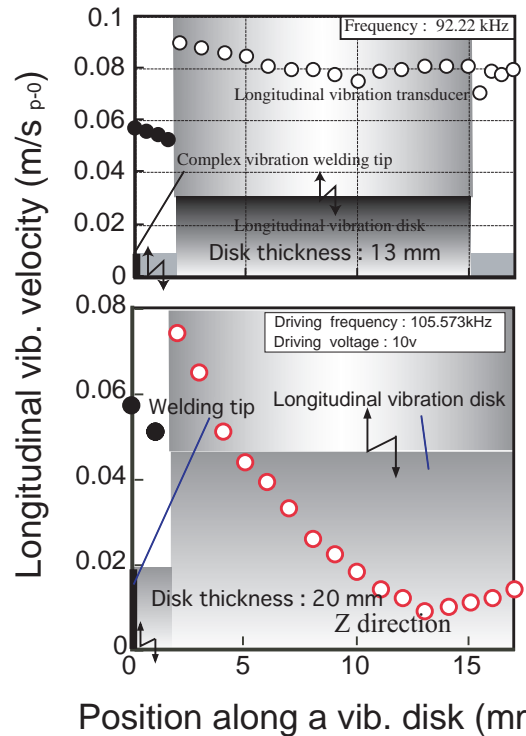 Longitudinal vib. velocity (m/s p-0)
0.1
0.080
0.06
0.04
0.02
0
Frequency : 92.22 kHz
Longitudinal vibration transducer
Complex vibration welding tip
Longitudinal vibration disk
Disk thickness : 13 mm
0.08
0.06
0.04
0.02
0
Driving frequency : 105.573kHz
Driving voltage : 10v
Welding tip
Longitudinal vibration disk
Disk thickness : 20 mm
Z direction
0 5 10 15
Position along a vib. disk (mm